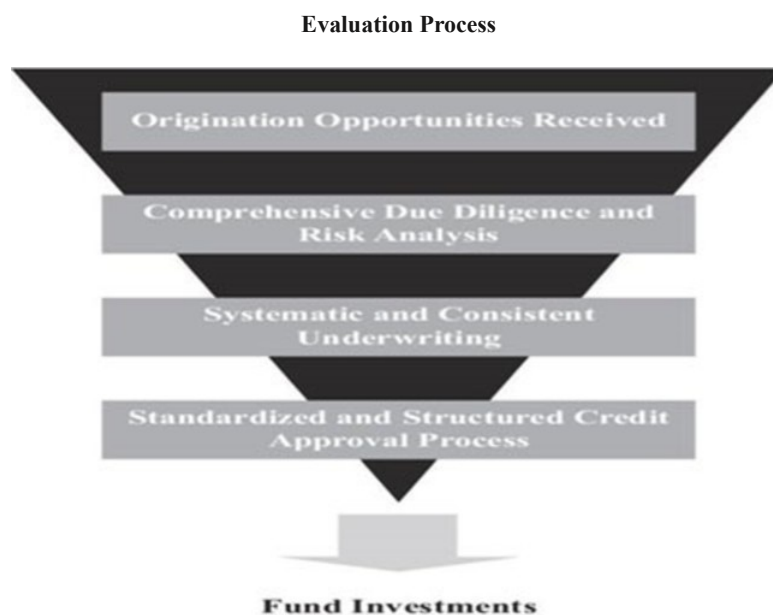 Evaluation Process
Origination Opportunities Received
Comprehensive Due Diligence and
Risk Analysis
Systematic and Consistent
Underwriting
Standardized and Structured Credit
Approval Process
Fund Investments